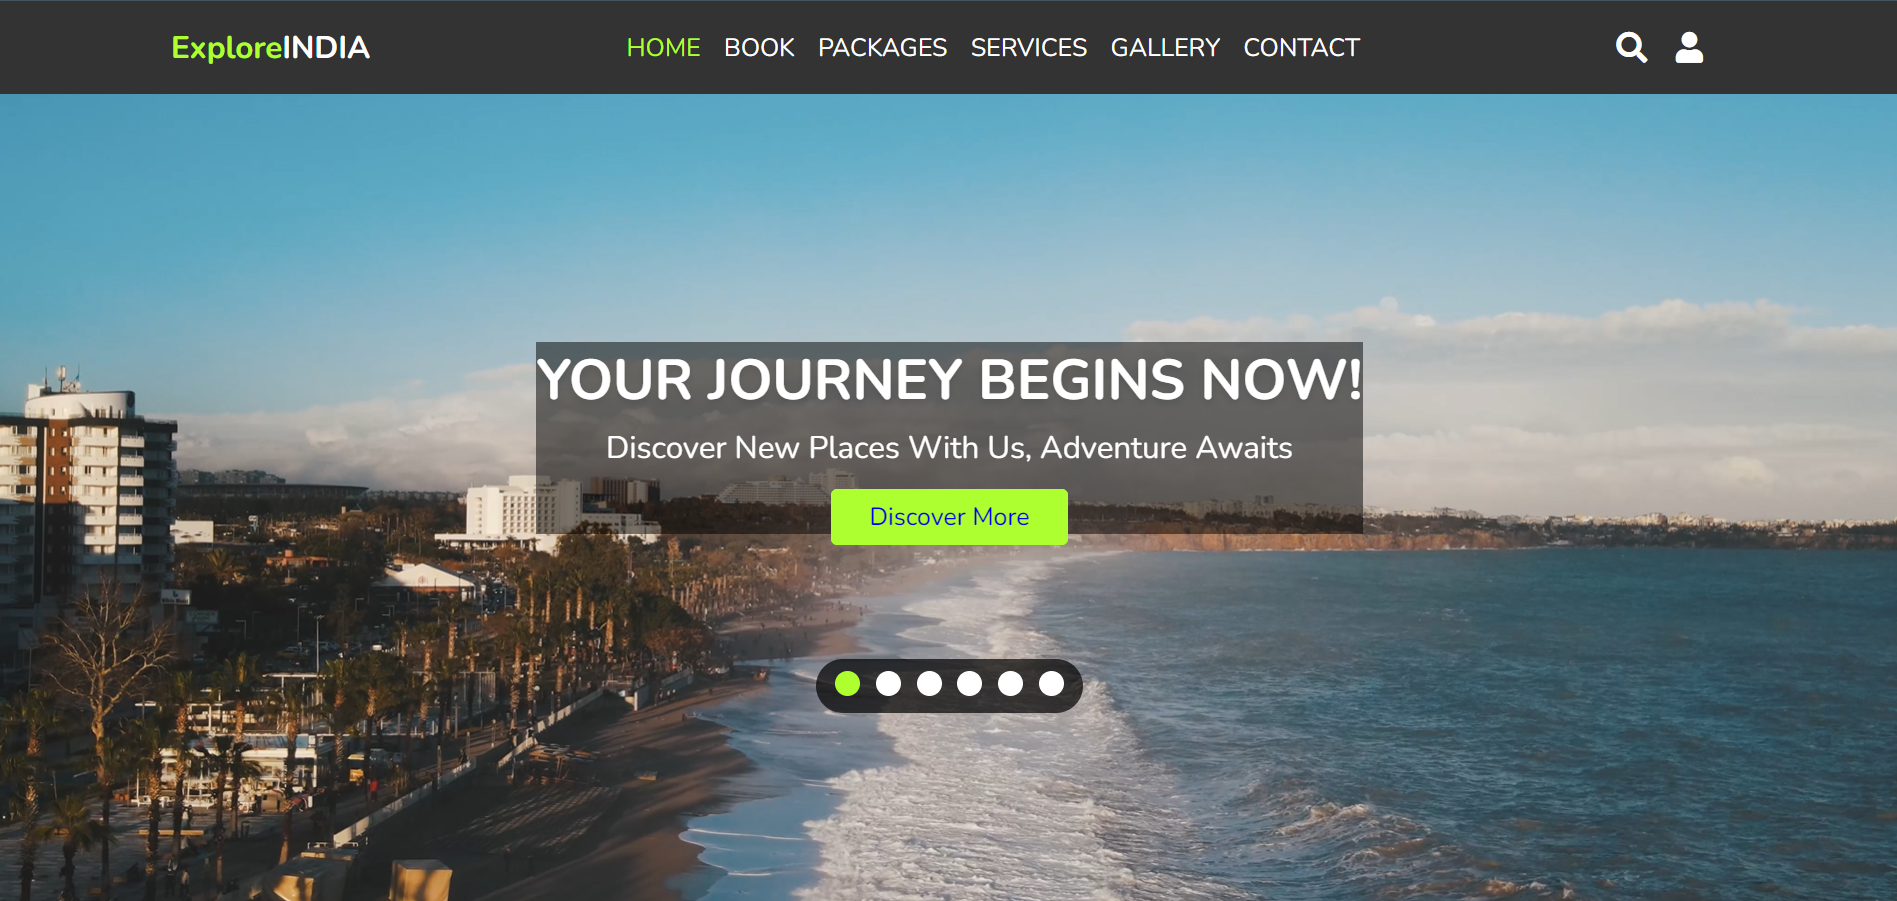 ExploreINDIA
HOME BOOK PACKAGES SERVICES GALLERY CONTACT
YOUR JOURNEY BEGINS NOW!
Discover New Places With Us, Adventure Awaits
Discover More